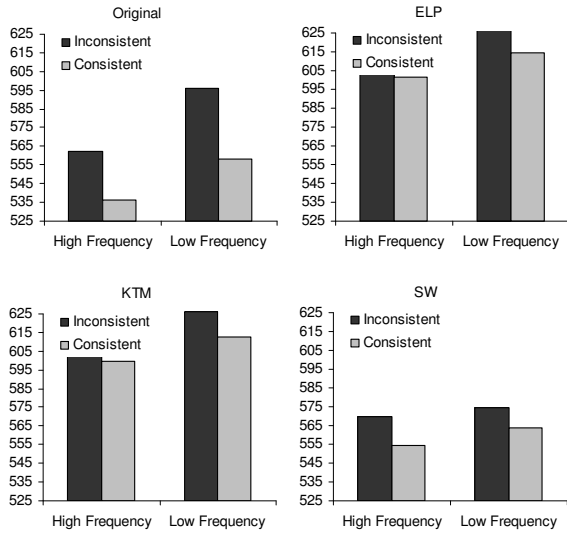 Original
625
615
605
595
585
575
565
555
545
535
525
Inconsistent
Consistent
High Frequency
Low Frequency
ELP
625
615
605
595
585
575
565
555
545
535
525
Inconsistent
Consistent
High Frequency
Low Frequency
KTM
625
615
605
595
585
575
565
555
545
535
525
Inconsistent
Consistent
High Frequency
Low Frequency
SW
625
615
605
595
585
575
565
555
545
535
525
Inconsistent
Consistent
High Frequency
Low Frequency